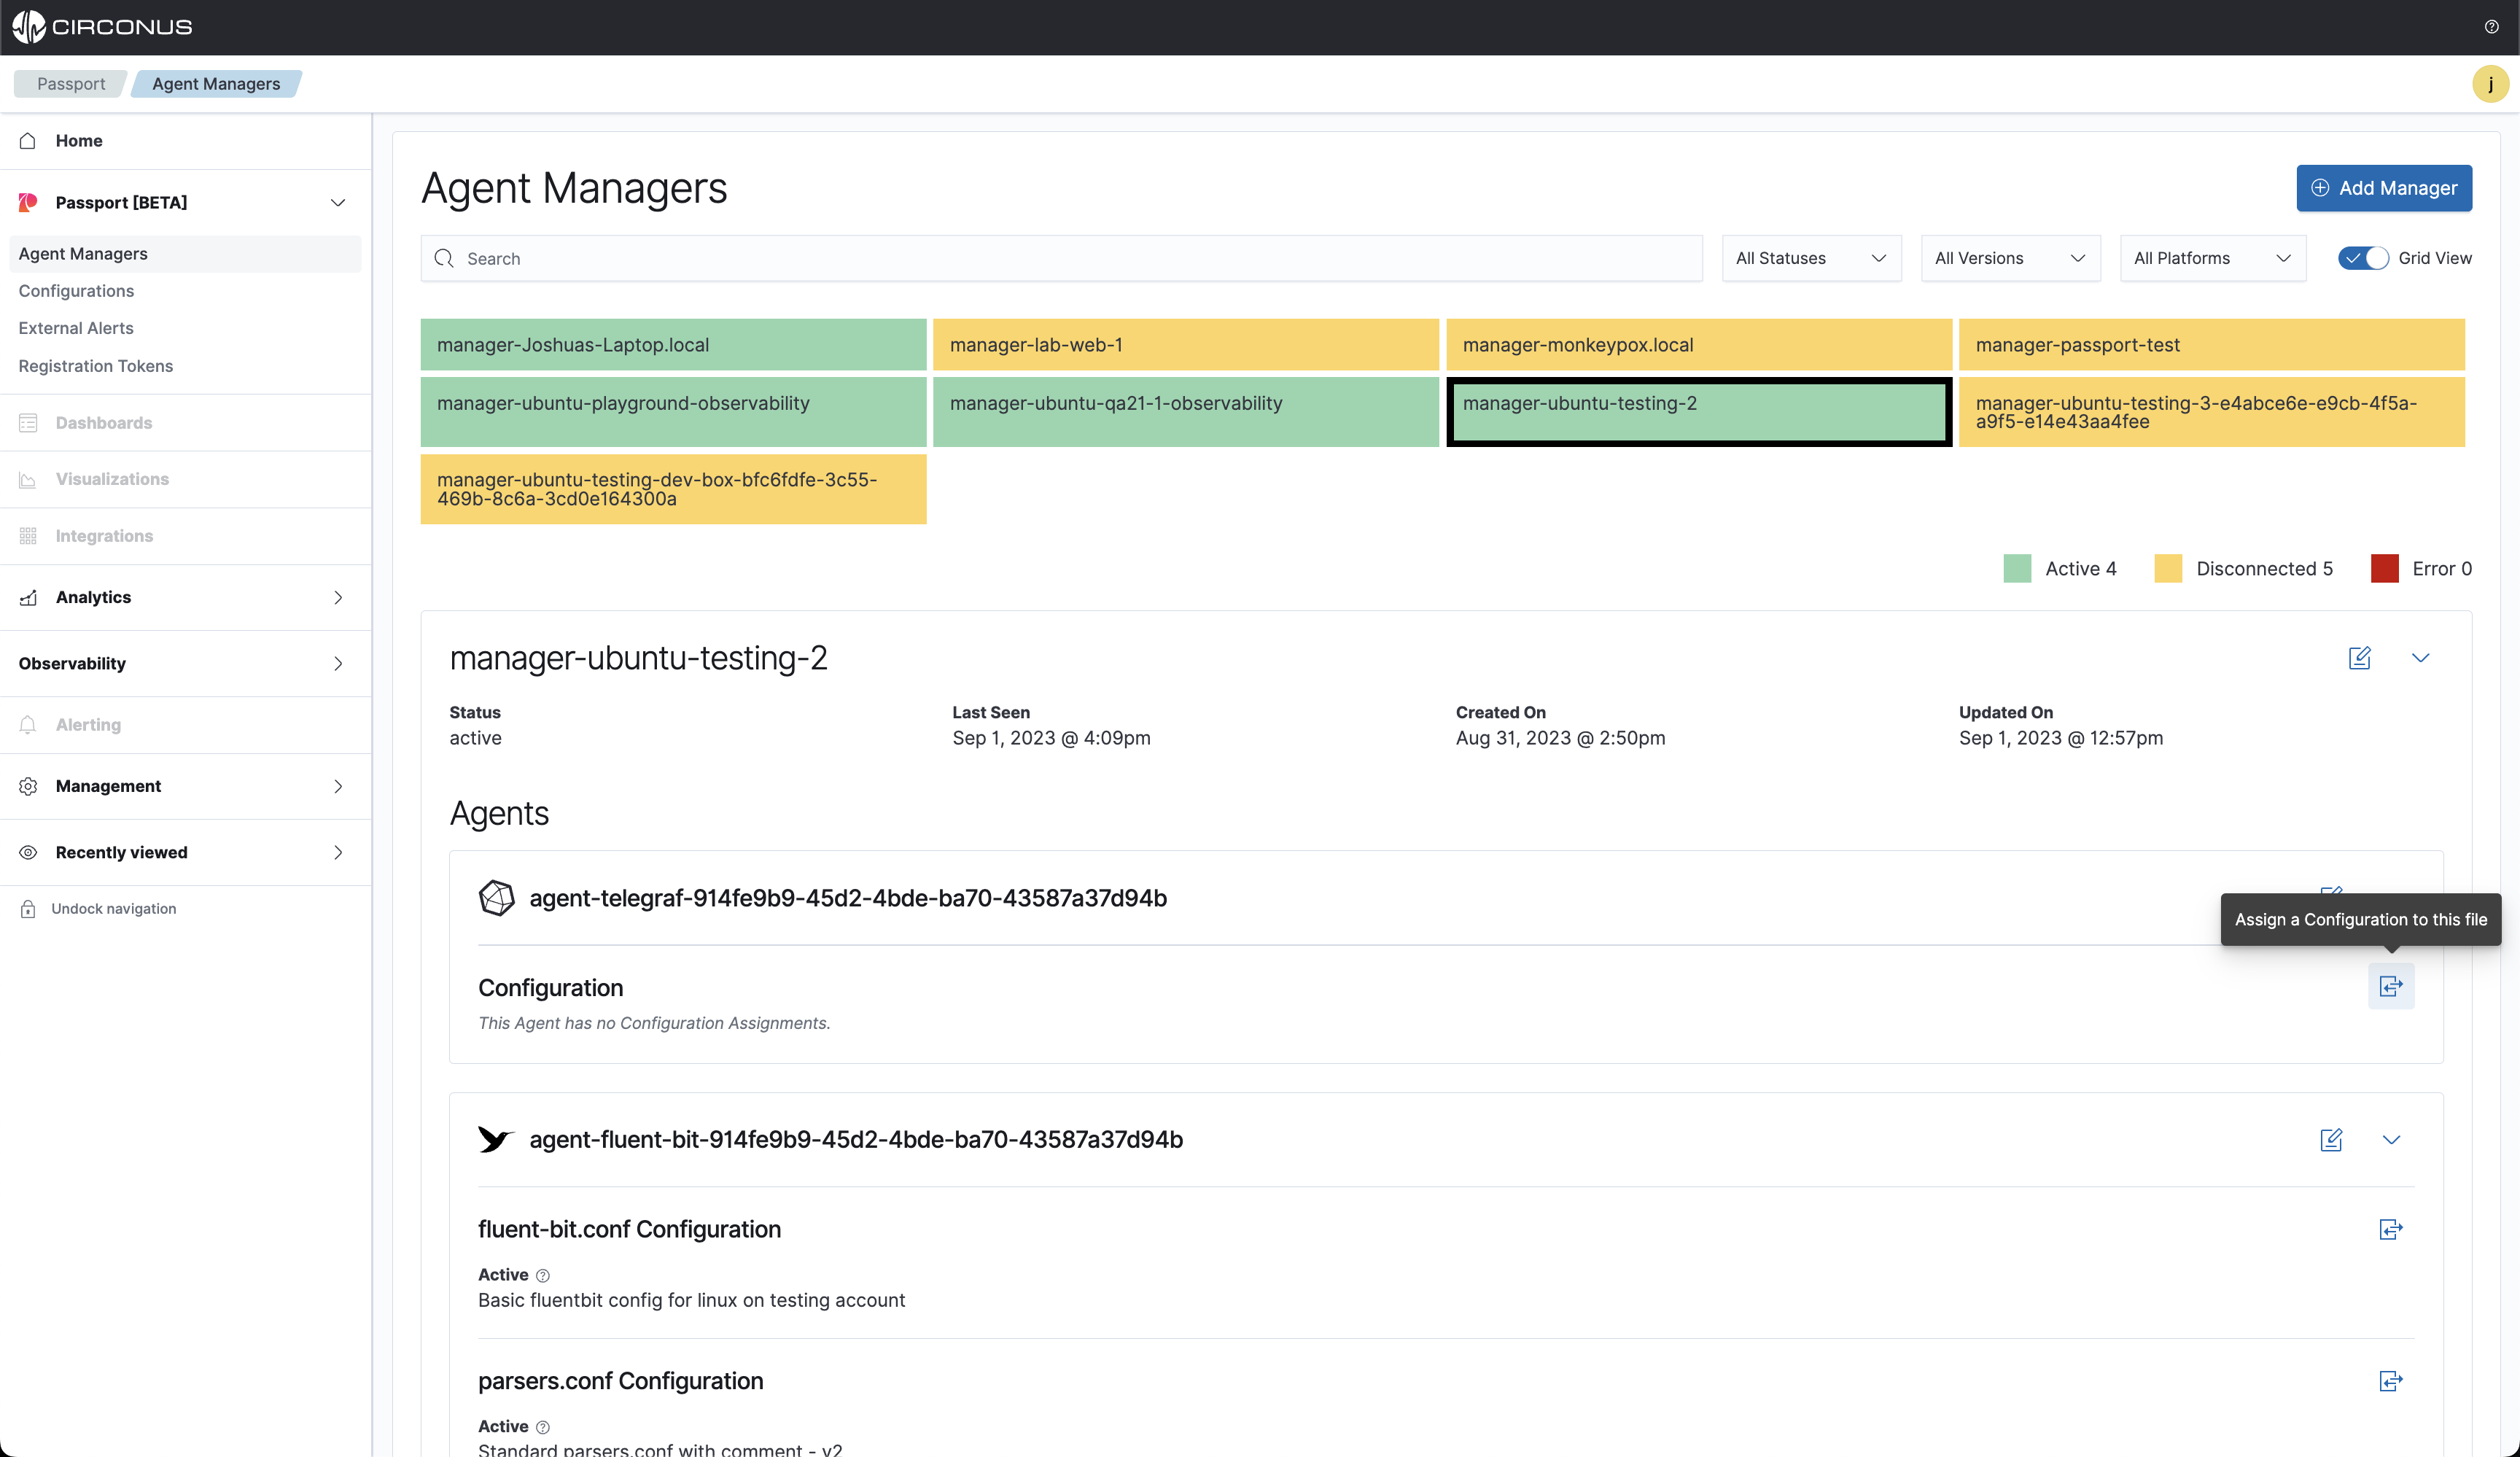 CIRCONUS
Passport
Agent Managers
j
Home
Passport [BETA]
Agent Managers
Configurations
External Alerts
Registration Tokens
Dashboards
Visualizations
Integrations
Analytics
Observability
Alerting
Management
Recently viewed
Undock navigation
Agent Managers
Add Manager
Search
All Statuses
All Versions
All Platforms
Grid View
manager-Joshuas-Laptop.local
manager-lab-web-1
manager-monkeypox.local
manager-passport-test
manager-ubuntu-playground-observability
manager-ubuntu-qa21-1-observability
manager-ubuntu-testing-2
manager-ubuntu-testing-3-e4abce6e-e9cb-4f5a-
a9f5-e14e43aa4fee
manager-ubuntu-testing-dev-box-bfc6fdfe-3c55-
469b-8c6a-3cd0e164300a
Active 4
Disconnected 5
Error 0
manager-ubuntu-testing-2
Status
active
Last Seen
Sep 1, 2023 @ 4:09pm
Created On
Aug 31, 2023 @ 2:50pm
Updated On
Sep 1, 2023 @ 12:57pm
Agents
agent-telegraf-914fe9b9-45d2-4bde-ba70-43587a37d94b
Assign a Configuration to this file
Configuration
This Agent has no Configuration Assignments.
agent-fluent-bit-914fe9b9-45d2-4bde-ba70-43587a37d94b
fluent-bit.conf Configuration
Active
Basic fluentbit config for linux on testing account
parsers.conf Configuration
Active
Standard parsers.conf with comment - v2